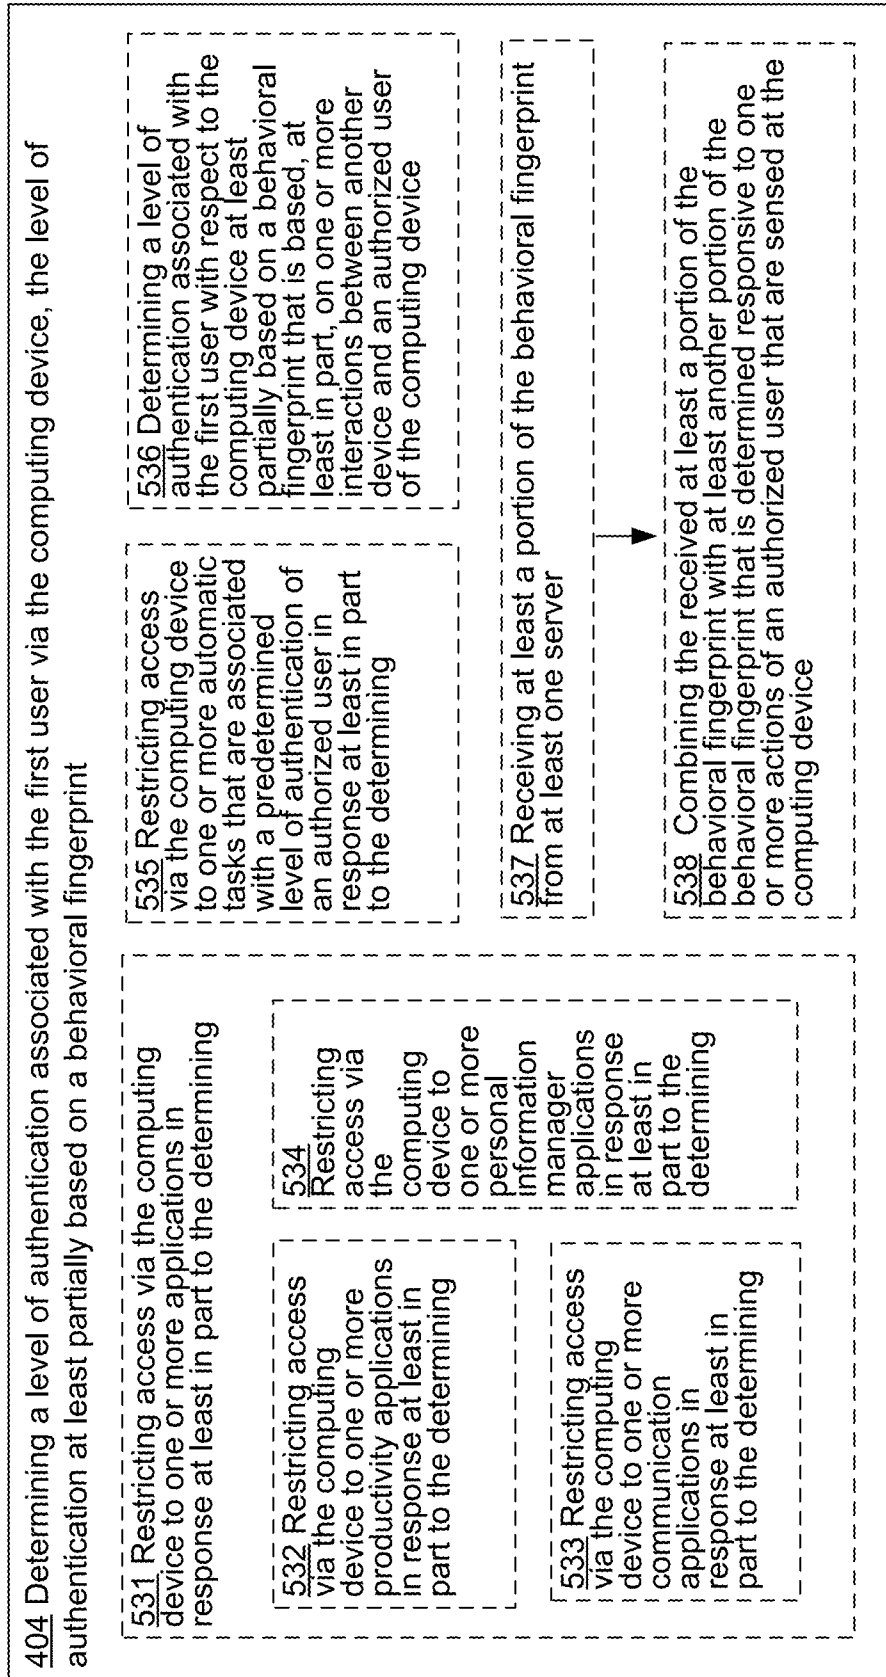 404 Determining a level of authentication associated with the first user via the computing device, the level of
authentication at least partially based on a behavioral fingerprint
531 Restricting access via the computing
device to one or more applications in
response at least in part to the determining
532 Restricting access
via the computing
device to one or more
productivity applications
in response at least in
part to the determining
533 Restricting access
via the computing
device to one or more
communication
applications in
response at least in
part to the determining
534
Restricting
access via
the
computing
device to
one or more
personal
information
manager
applications
in response
at least in
part to the
determining
535 Restricting access
via the computing device
to one or more automatic
tasks that are associated
with a predetermined
level of authentication of
an authorized user in
response at least in part
to the determining
536 Determining a level of
authentication associated with
the first user with respect to the
computing device at least
partially based on a behavioral
fingerprint that is based, at
least in part, on one or more
interactions between another
device and an authorized user
of the computing device
537 Receiving at least a portion of the behavioral fingerprint
from at least one server
538 Combining the received at least a portion of the
behavioral fingerprint with at least another portion of the
behavioral fingerprint that is determined responsive to one
or more actions of an authorized user that are sensed at the
computing device